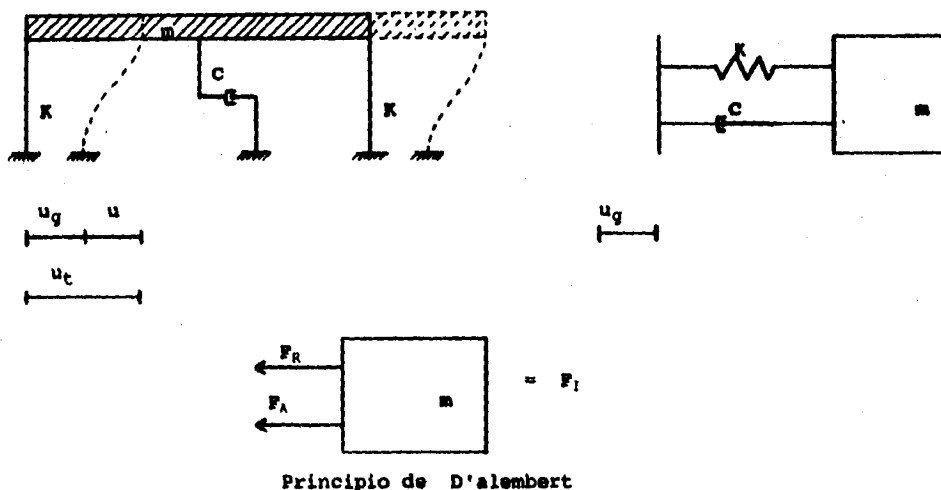 m
C
K
K
K
C
m
u_g u
u_g
u_t
F_R
= F_I
F_A
m
Principio de D'alembert